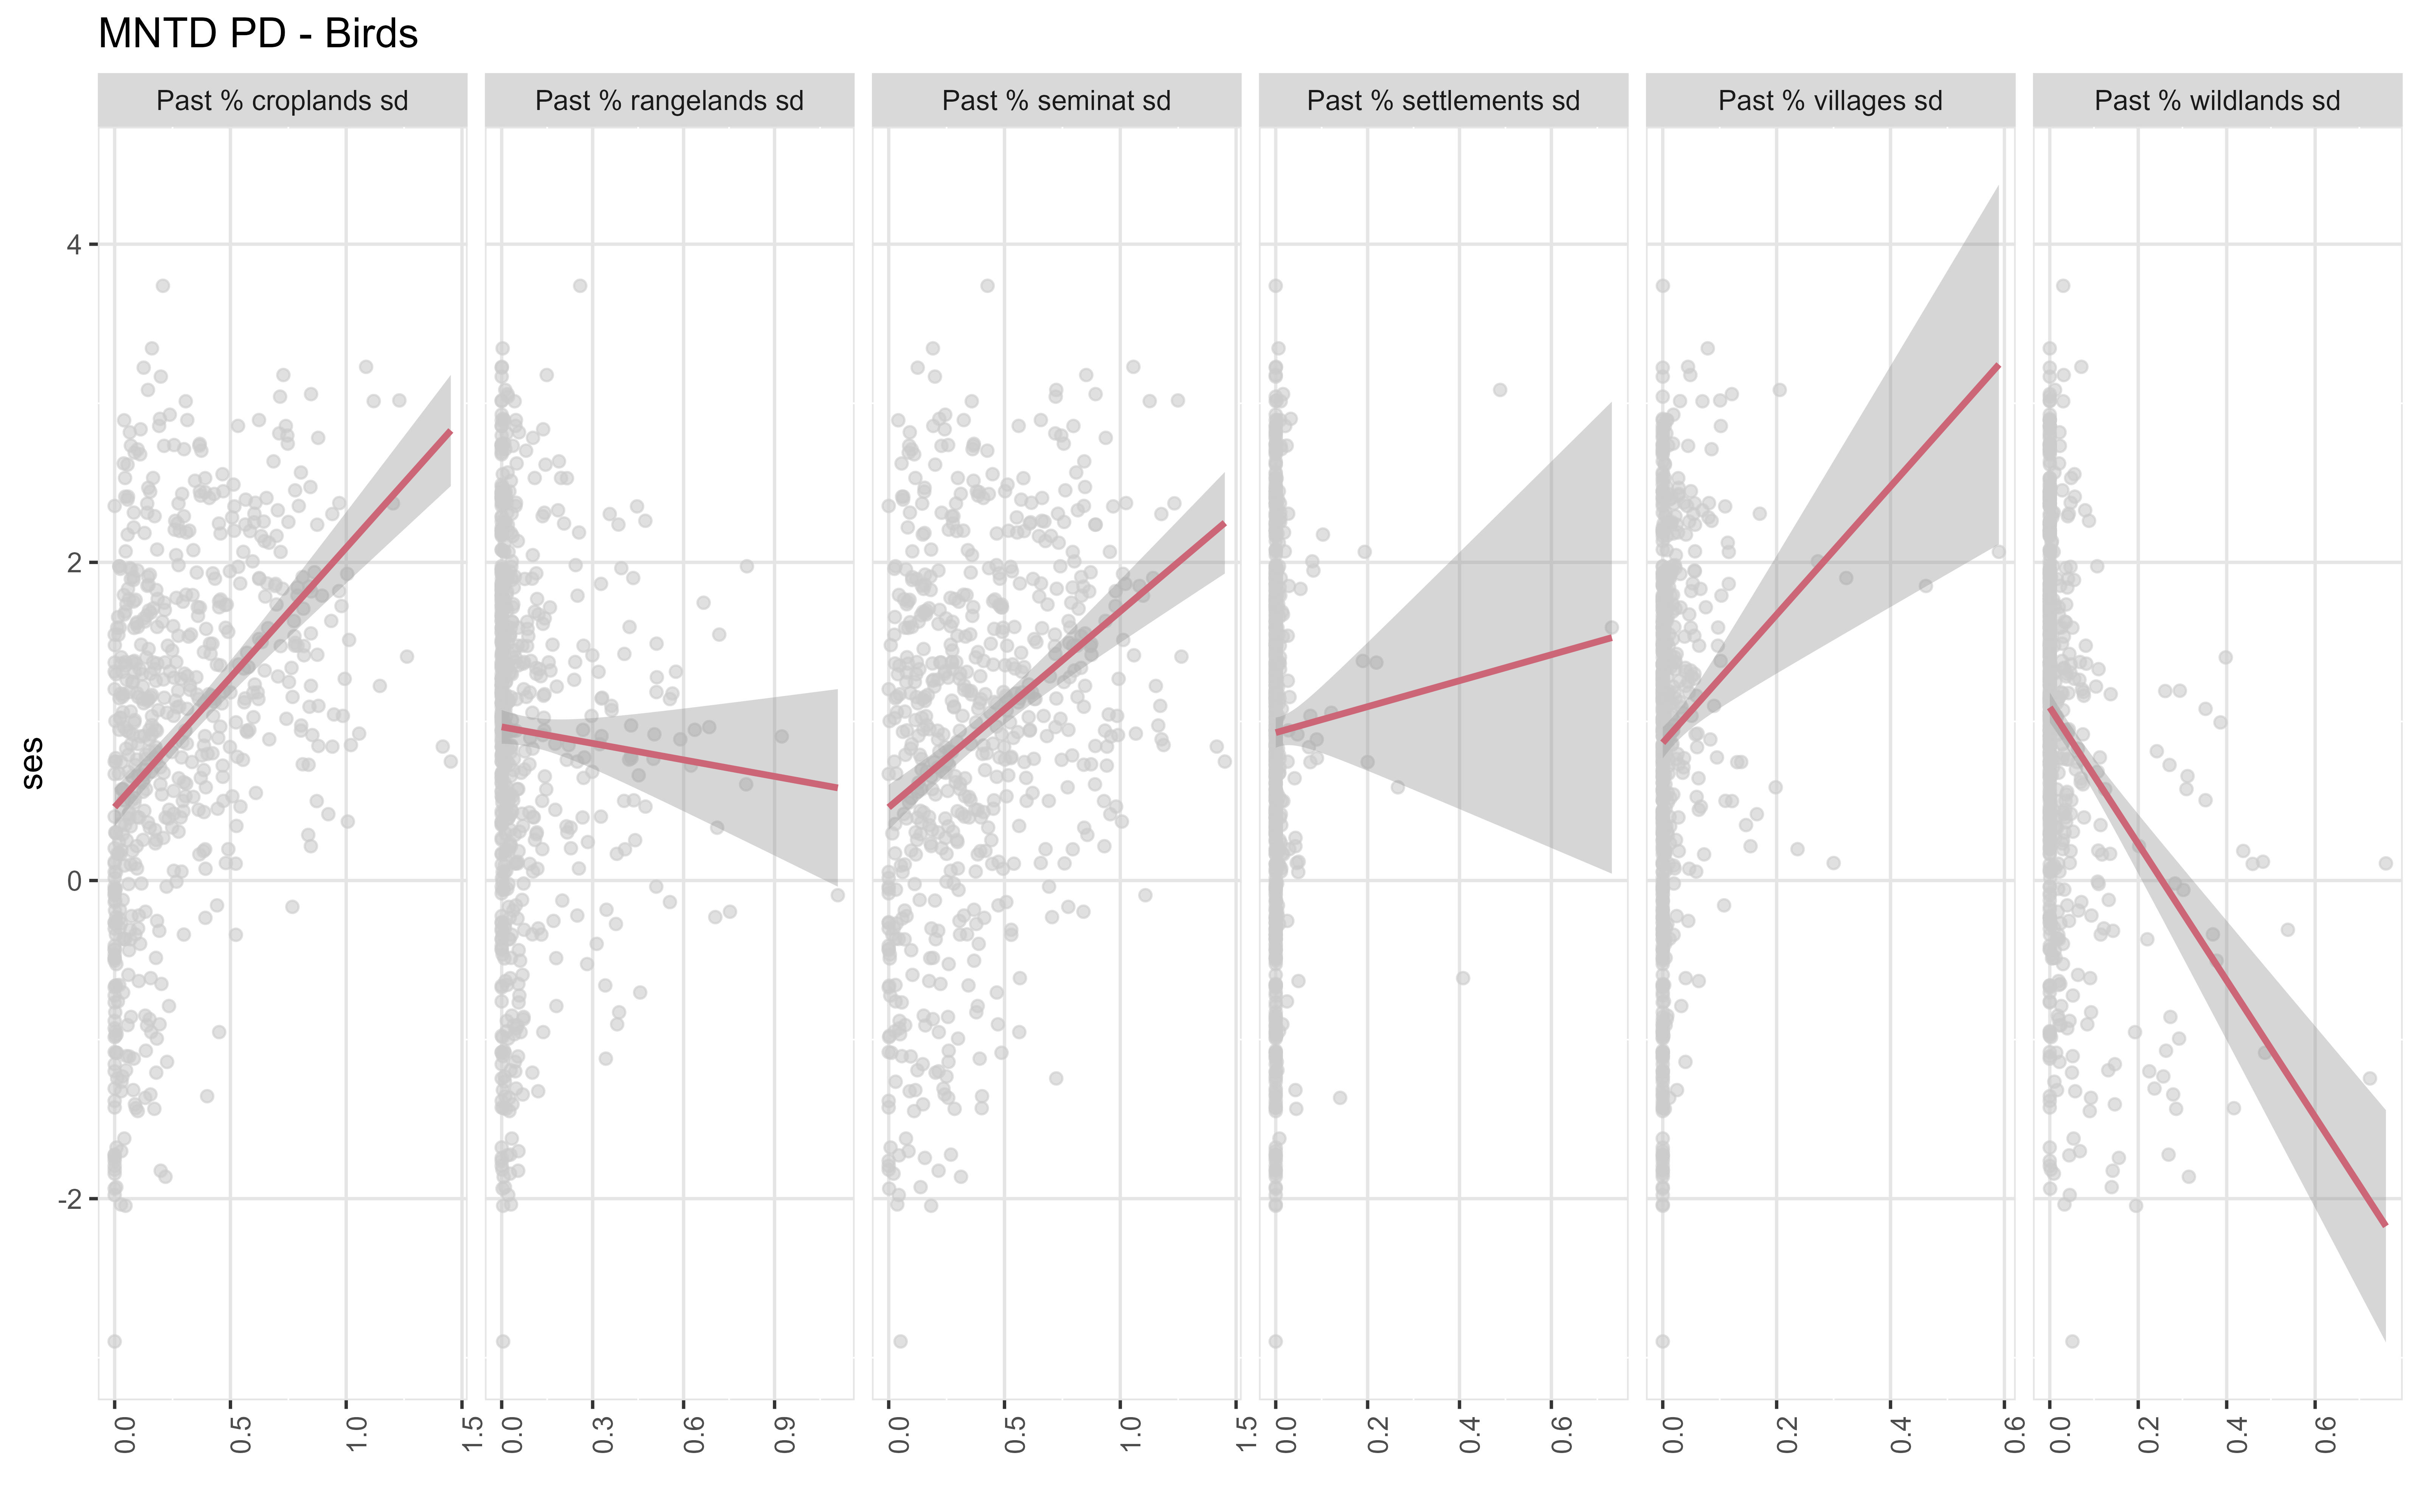 MNTD PD - Birds
Past % croplands sd
Past % rangelands sd
Past % seminat sd
Past % settlements sd
Past % villages sd
Past % wildlands sd
ses
4
2
0
-2
0.0 0.5 1.0 1.5
0.0 0.3 0.6 0.9
0.0 0.5 1.0 1.5
0.0 0.2 0.4 0.6
0.0 0.2 0.4 0.6
0.0 0.2 0.4 0.6